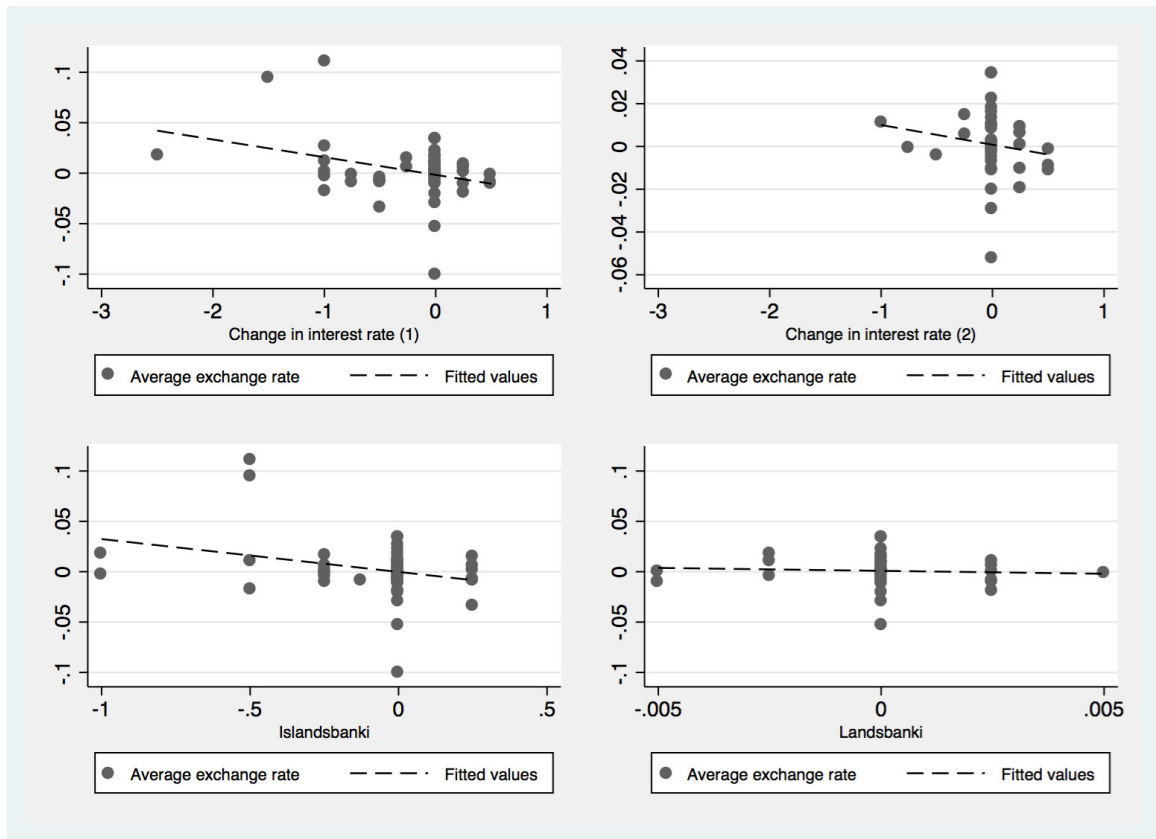 .1
.05
0
-.05
-.1
-3 -2 -1 0 1
Change in interest rate (1)
Average exchange rate Fitted values
.04
.02
0
-.02
-.04
-.06
-3 -2 -1 0 1
Change in interest rate (2)
Average exchange rate Fitted values
.1
.05
0
-.05
-.1
-1 -.5 0 .5
Islandsbanki
Average exchange rate Fitted values
.1
.05
0
-.05
-.1
-.005 0 .005
Landsbanki
Average exchange rate Fitted values